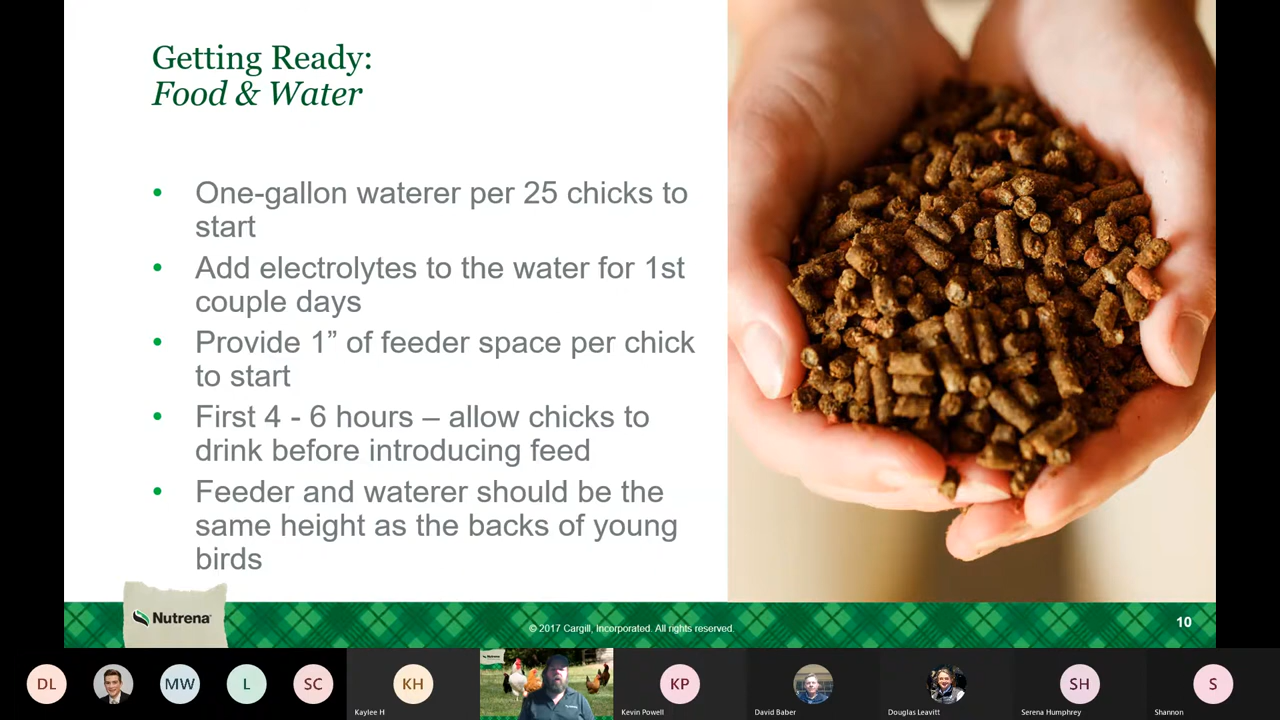 Getting Ready:
Food & Water
• One-gallon waterer per 25 chicks to
start
• Add electrolytes to the water for 1st
couple days
• Provide 1” of feeder space per chick
to start
• First 4 - 6 hours – allow chicks to
drink before introducing feed
• Feeder and waterer should be the
same height as the backs of young
birds
Nutrena
© 2017 Cargill, Incorporated. All rights reserved.
10
DL
MW
L
SC
KH
Kaylee H
Nutrena
KP
Kevin Powell
David Baber
Douglas Leavitt
SH
Serena Humphrey
S
Shannon